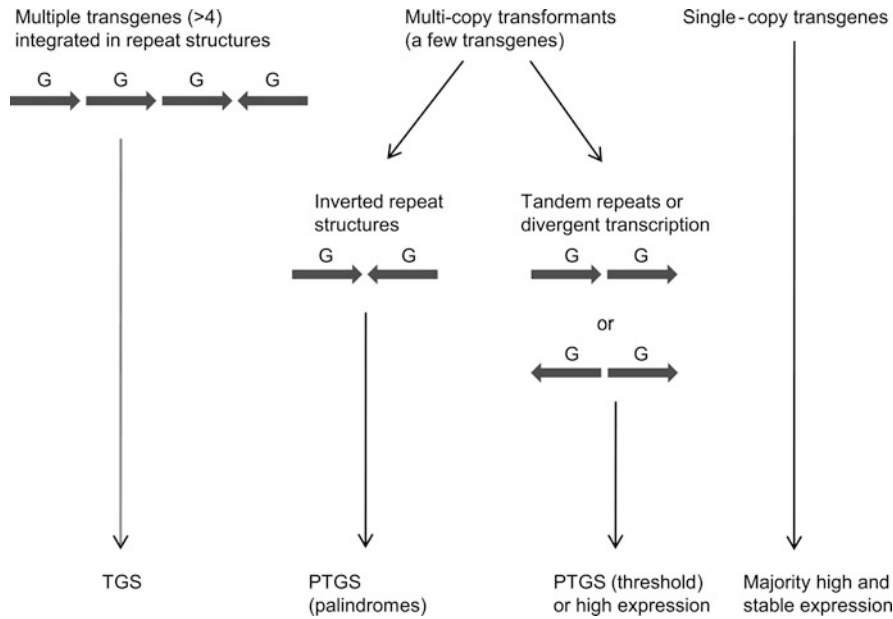 Multiple transgenes (>4)
integrated in repeat structures
G G G G
Multi-copy transformants
(a few transgenes)
Single-copy transgenes
Inverted repeat
structures
G G
Tandem repeats or
divergent transcription
G G
or
G G
TGS
PTGS
(palindromes)
PTGS (threshold)
or high expression
Majority high and
stable expression